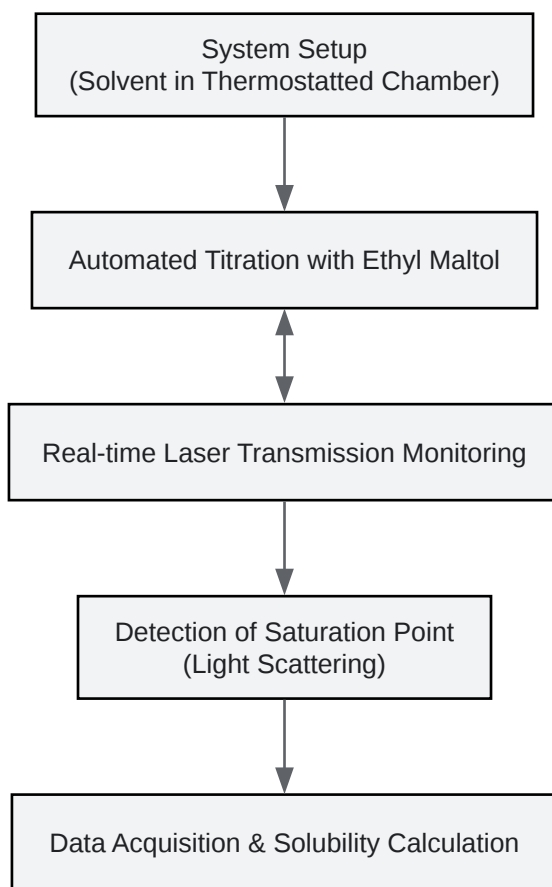 System Setup
(Solvent in Thermostatted Chamber)
Automated Titration with Ethyl Maltol
Real-time Laser Transmission Monitoring
Detection of Saturation Point
(Light Scattering)
Data Acquisition & Solubility Calculation